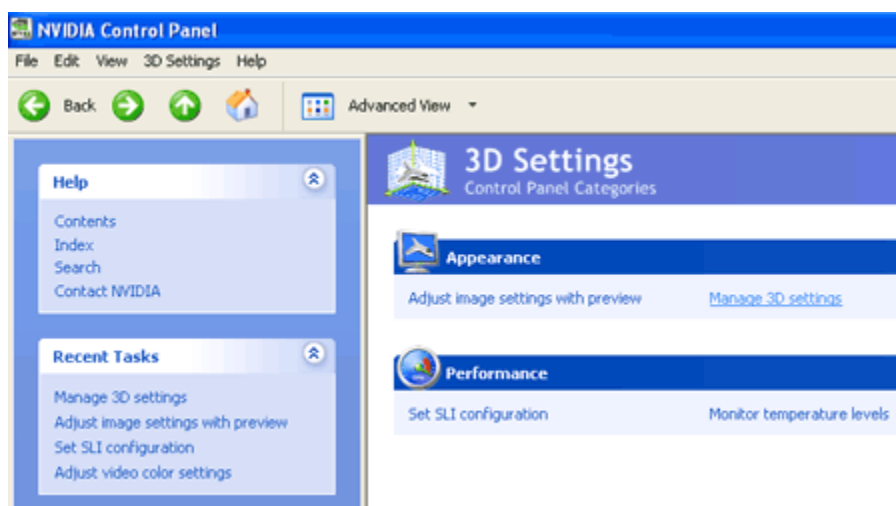 NVIDIA Control Panel
File Edit View 3D Settings Help
Back Advanced View
3D Settings
Control Panel Categories
Help
Contents
Index
Search
Contact NVIDIA
Recent Tasks
Manage 3D settings
Adjust image settings with preview
Set SLI configuration
Adjust video color settings
Appearance
Adjust image settings with preview Manage 3D settings
Performance
Set SLI configuration Monitor temperature levels